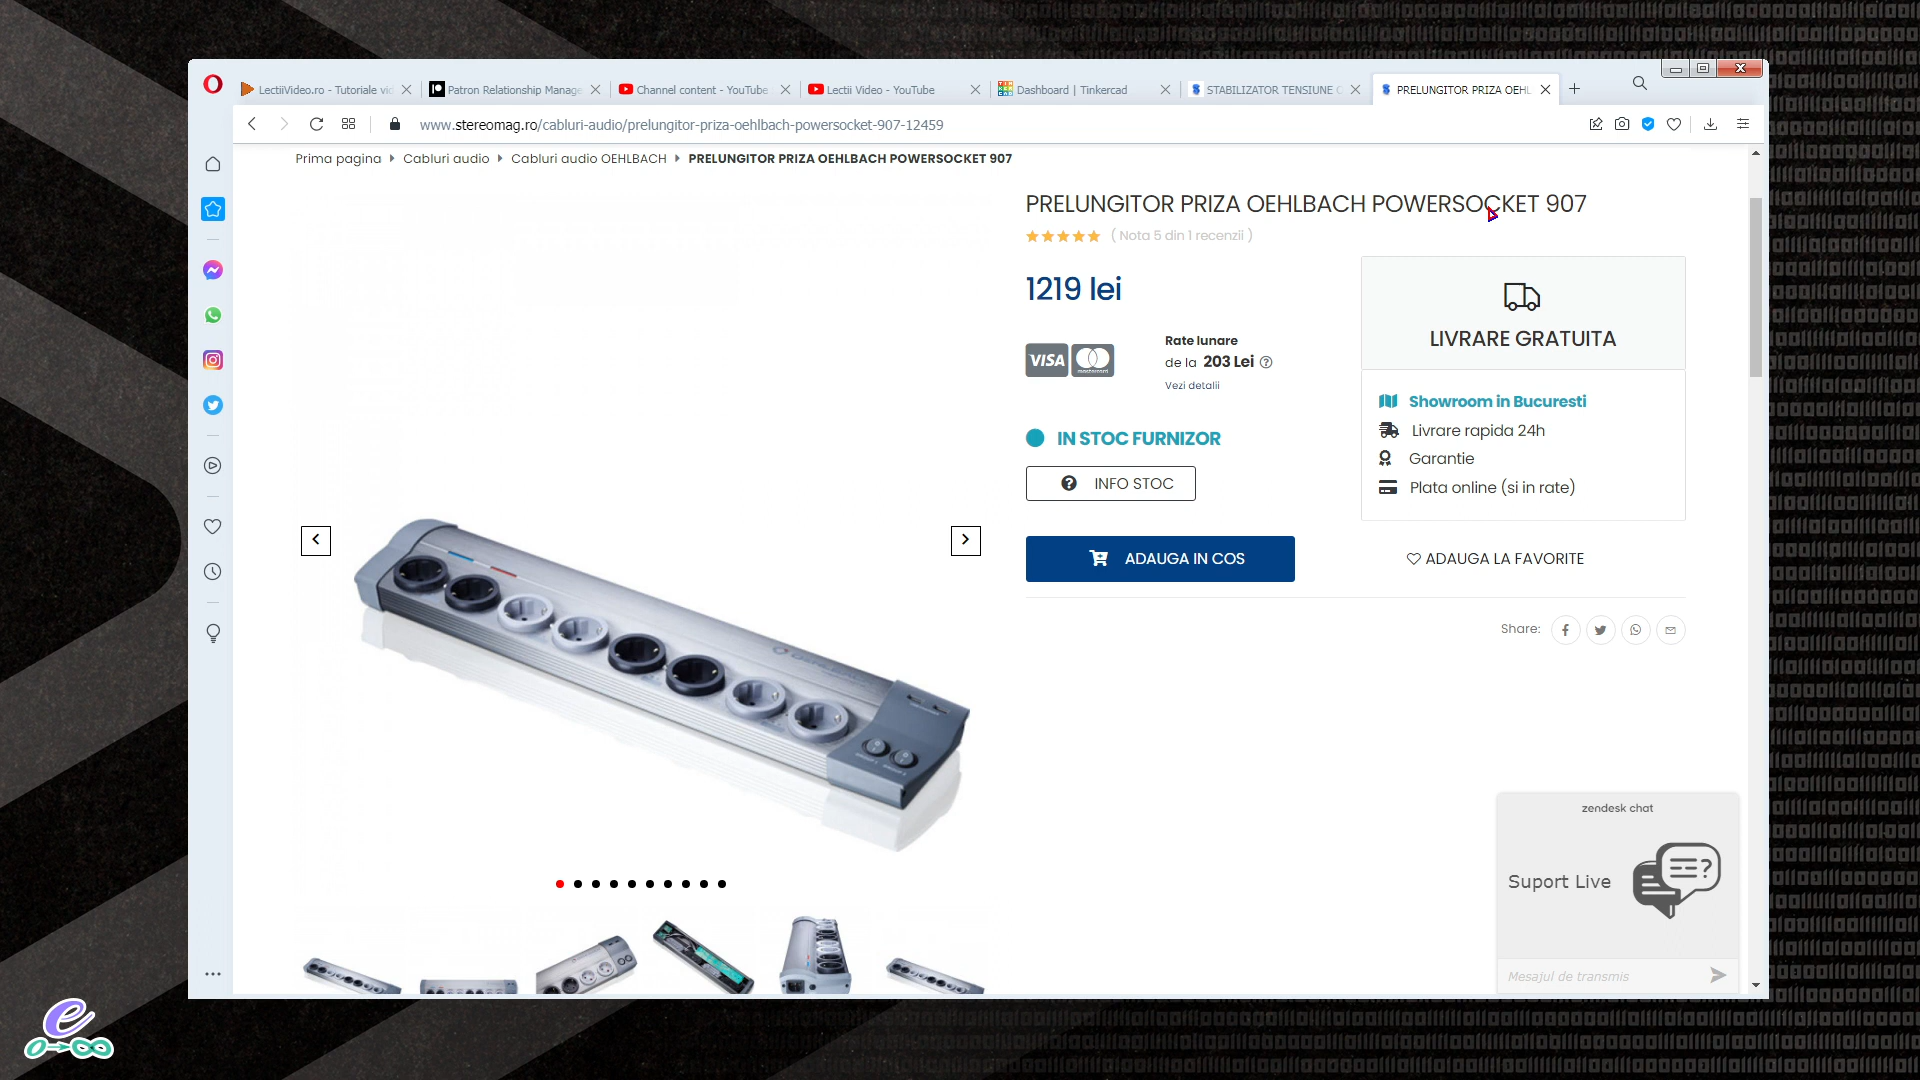 LectiiVideo.ro - Tutoriale vic
Patron Relationship Manage
Channel content - YouTube
Lectii Video - YouTube
Dashboard | Tinkercad
STABILIZATOR TENSIUNE
PRELUNGITOR PRIZA OEHL
www.stereomag.ro/cabluri-audio/prelungitor-priza-oehlbach-powersocket-907-12459
Prima pagina
Cabluri audio
Cabluri audio OEHLBACH
PRELUNGITOR PRIZA OEHLBACH POWERSOCKET 907
PRELUNGITOR PRIZA OEHLBACH POWERSOCKET 907
( Nota 5 din 1 recenzii )
1219 lei
LIVRARE GRATUITA
VISA
mastercard
Rate lunare
de la 203 Lei
Vezi detalii
Showroom in Bucuresti
Livrare rapida 24h
Garantie
Plata online (si in rate)
IN STOC FURNIZOR
INFO STOC
ADAUGA IN COS
ADAUGA LA FAVORITE
Share:
zendesk chat
Suport Live
Mesajul de transmis